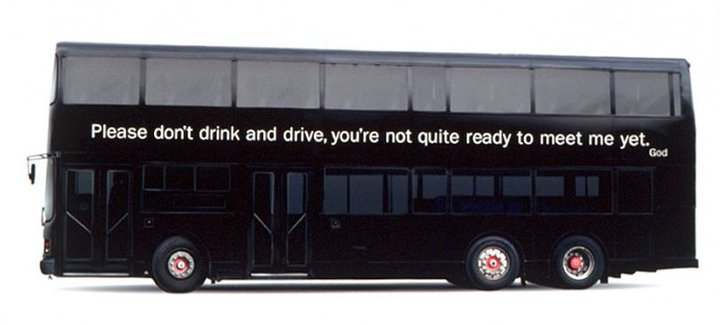 Please don't drink and drive, you're not quite ready to meet me yet.
God